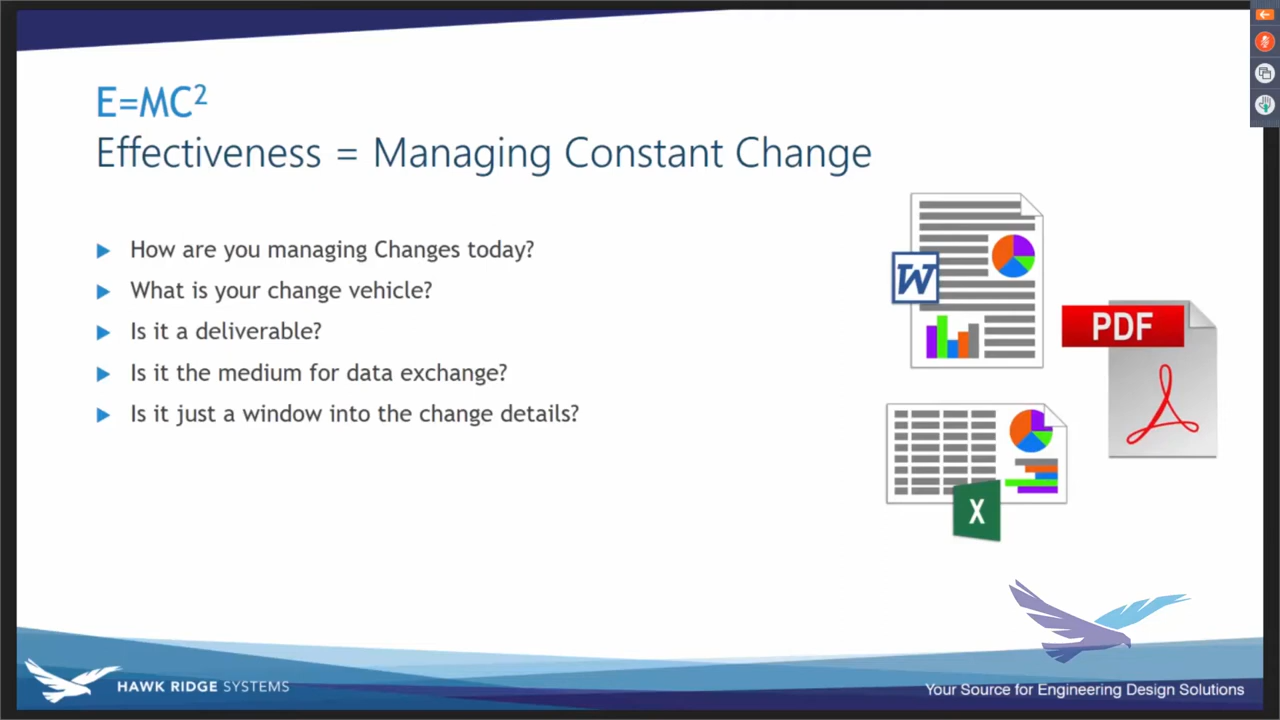 E=MC²
Effectiveness = Managing Constant Change
How are you managing Changes today?
What is your change vehicle?
Is it a deliverable?
Is it the medium for data exchange?
Is it just a window into the change details?
W
PDF
X
HAWK RIDGE SYSTEMS
Your Source for Engineering Design Solutions